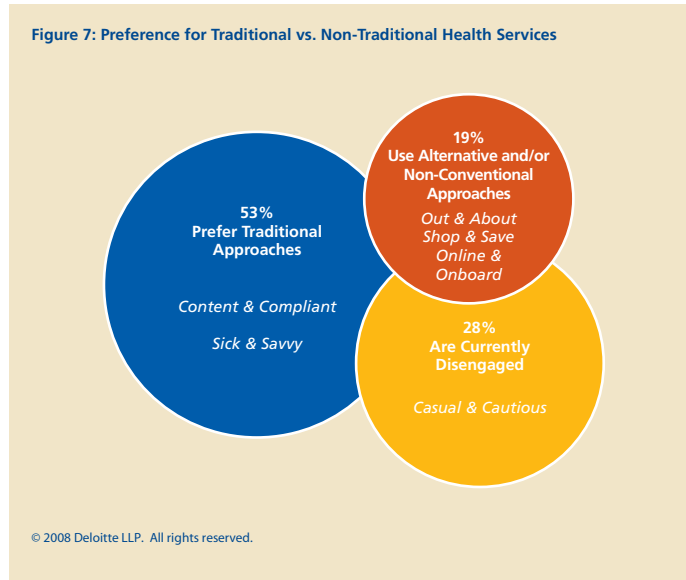 Figure 7: Preference for Traditional vs. Non-Traditional Health Services
53%
Prefer Traditional
Approaches
Content & Compliant
Sick & Savvy
19%
Use Alternative and/or
Non-Conventional
Approaches
Out & About
Shop & Save
Online &
Onboard
28%
Are Currently
Disengaged
Casual & Cautious
© 2008 Deloitte LLP. All rights reserved.